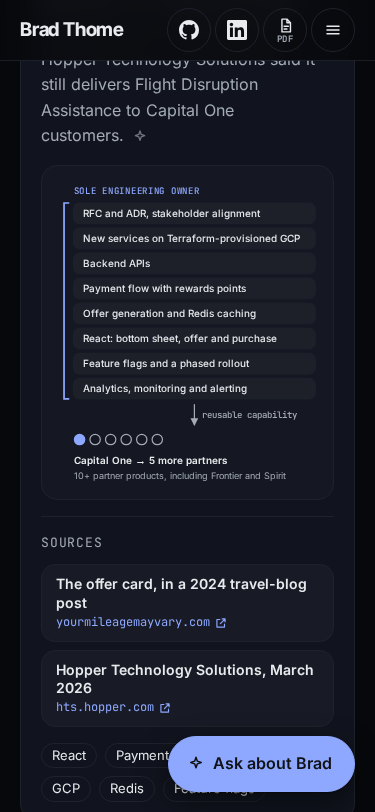 Brad Thome
PDF
Hopper Technology Solutions said it
still delivers Flight Disruption
Assistance to Capital One
customers.
SOLE ENGINEERING OWNER
RFC and ADR, stakeholder alignment
New services on Terraform-provisioned GCP
Backend APIs
Payment flow with rewards points
Offer generation and Redis caching
React: bottom sheet, offer and purchase
Feature flags and a phased rollout
Analytics, monitoring and alerting
reusable capability
Capital One → 5 more partners
10+ partner products, including Frontier and Spirit
SOURCES
The offer card, in a 2024 travel-blog
post
yourmileagemayvary.com
Hopper Technology Solutions, March
2026
hts.hopper.com
React Payment
Ask about Brad
GCP Redis